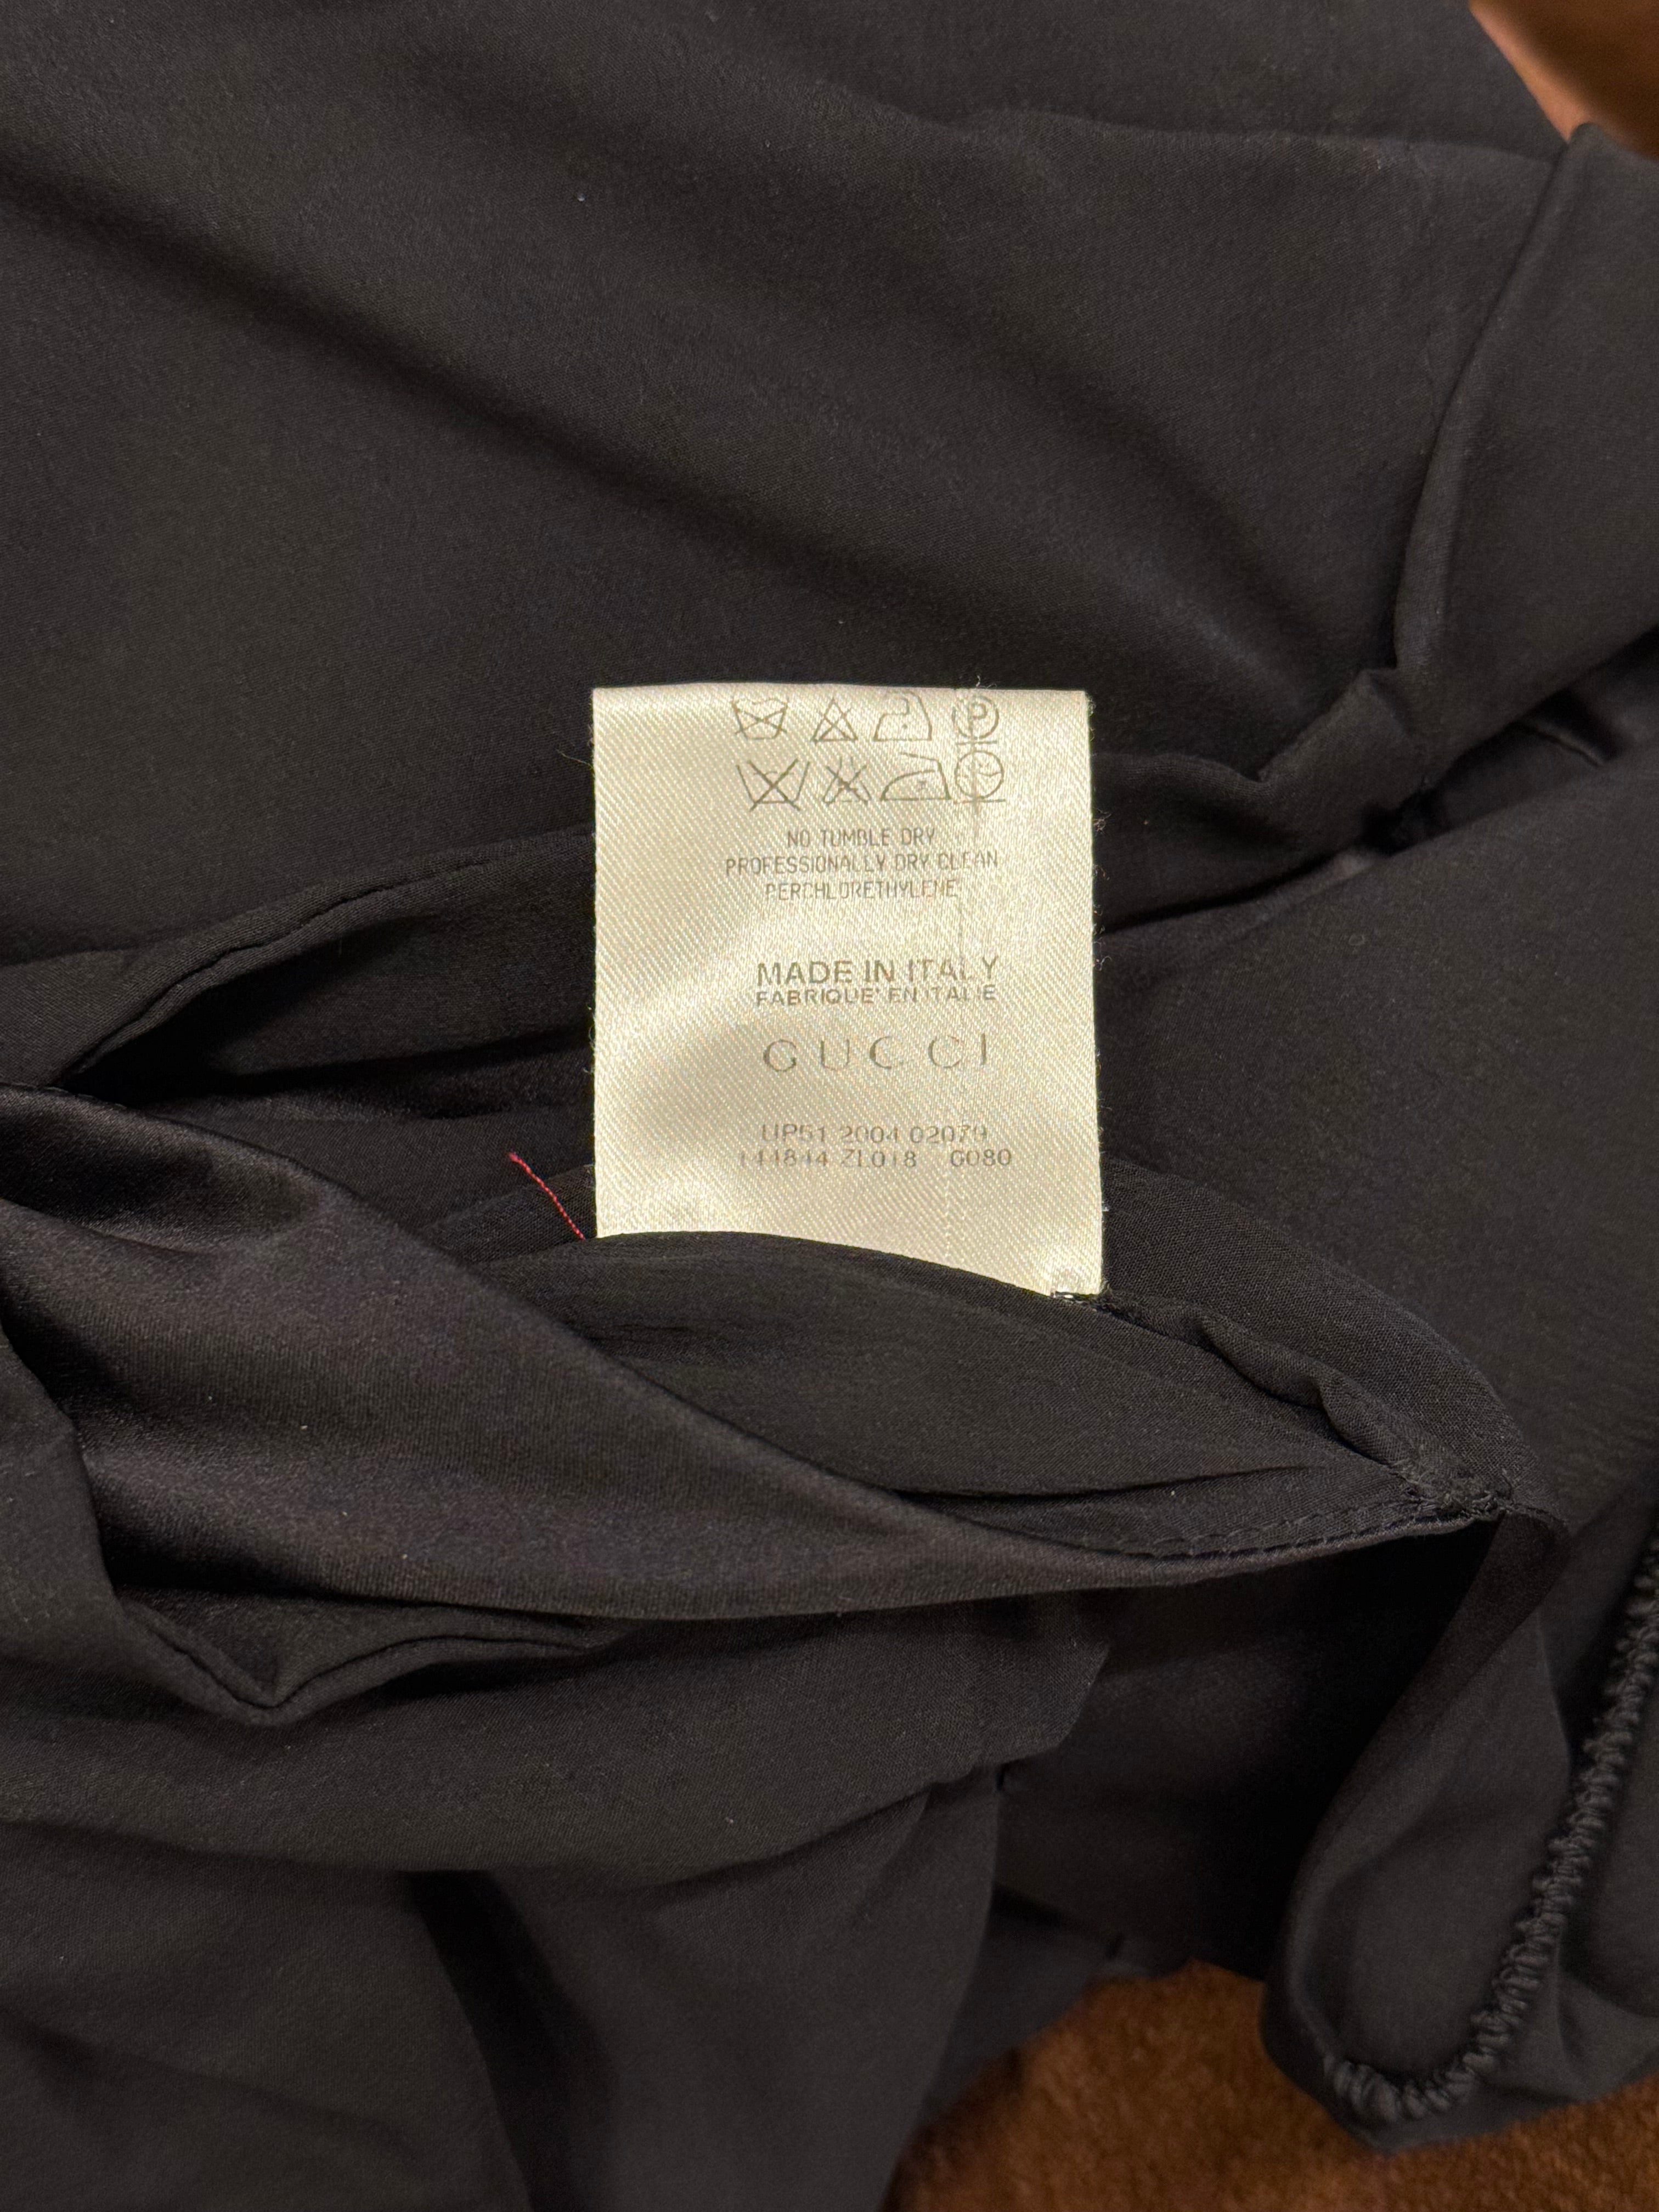 NO TUMBLE DRY
PROFESSIONALLY DRY CLEAN
PERCHLORETHYLENE
MADE IN ITALY
FABRIQUE' EN ITALIE
GUCCI
UP51 2004 02079
144844 ZL018 G080